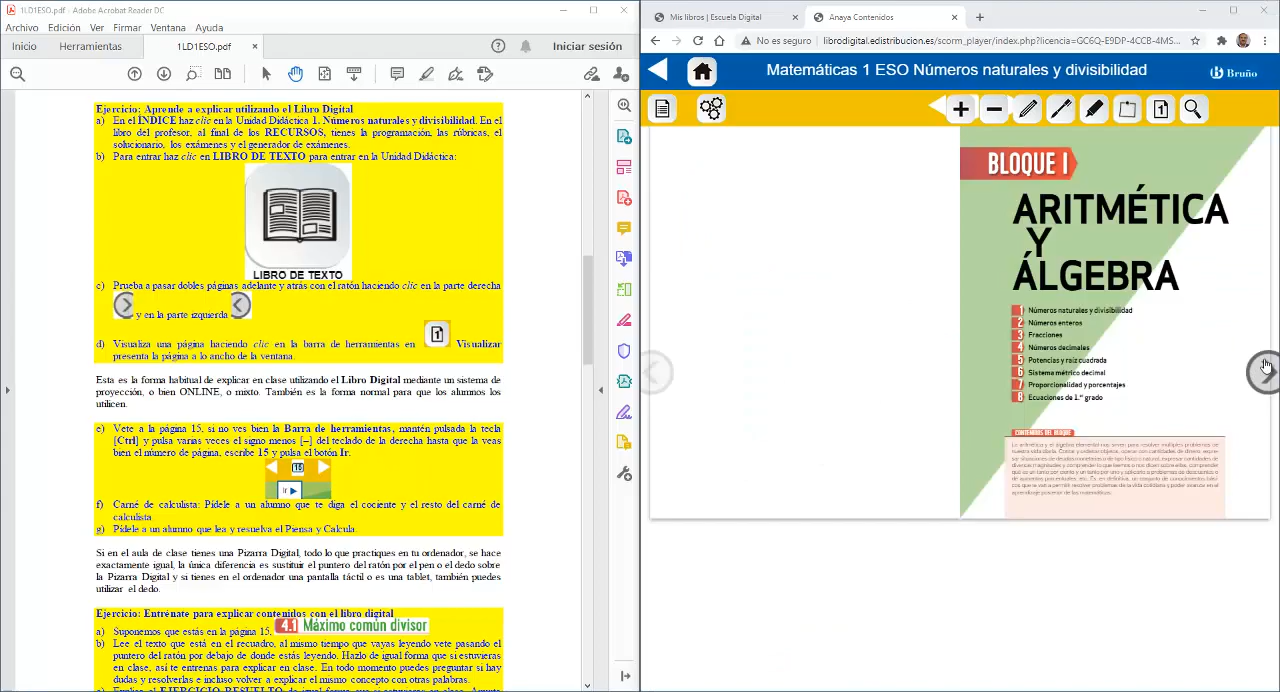 1LD1ESO.pdf - Adobe Acrobat Reader DC
Archivo Edición Ver Firmar Ventana Ayuda
Inicio Herramientas 1LD1ESO.pdf × Iniciar sesión
Ejercicio: Aprende a explicar utilizando el Libro Digital
a) En el ÍNDICE haz clic en la Unidad Didáctica 1. Números naturales y divisibilidad. En el
libro del profesor, al final de los RECURSOS, tienes la programación, las rúbricas, el
solucionario, los exámenes y el generador de exámenes.
b) Para entrar haz clic en LIBRO DE TEXTO para entrar en la Unidad Didáctica:
LIBRO DE TEXTO
c) Prueba a pasar dobles páginas adelante y atrás con el ratón haciendo clic en la parte derecha
y en la parte izquierda
d) Visualiza una página haciendo clic en la barra de herramientas en 1 Visualizar
presenta la página a lo ancho de la ventana.
Esta es la forma habitual de explicar en clase utilizando el Libro Digital mediante un sistema de
proyección, o bien ONLINE, o mixto. También es la forma normal para que los alumnos los
utilicen.
e) Vete a la página 15, si no ves bien la Barra de herramientas, mantén pulsada la tecla
[Ctrl] y pulsa varias veces el signo menos [–] del teclado de la derecha hasta que la veas
bien el número de página, escribe 15 y pulsa el botón Ir.
15
Ir
f) Carné de calculista: Pídele a un alumno que te diga el cociente y el resto del carné de
calculista.
g) Pídele a un alumno que lea y resuelva el Piensa y Calcula.
Si en el aula de clase tienes una Pizarra Digital, todo lo que practiques en tu ordenador, se hace
exactamente igual, la única diferencia es sustituir el puntero del ratón por el pen o el dedo sobre
la Pizarra Digital y si tienes en el ordenador una pantalla táctil o es una tablet, también puedes
utilizar el dedo.
Ejercicio: Entrénate para explicar contenidos con el libro digital
a) Suponemos que estás en la página 15, 4.1 Máximo común divisor
b) Lee el texto que está en el recuadro, al mismo tiempo que vayas leyendo vete pasando el
puntero del ratón por debajo de donde estás leyendo. Hazlo de igual forma que si estuvieras
en clase, así te entrenas para explicar en clase. En todo momento puedes preguntar si hay
dudas y resolverlas e incluso volver a explicar el mismo concepto con otras palabras.
Mis libros | Escuela Digital × Anaya Contenidos × +
No es seguro | librodigital.edistribucion.es/scorm_player/index.php?licencia=GC6Q-E9DP-4CCB-4MS...
Matemáticas 1 ESO Números naturales y divisibilidad
Bruño
1
BLOQUE I
ARITMÉTICA
Y
ÁLGEBRA
1 Números naturales y divisibilidad
2 Números enteros
3 Fracciones
4 Números decimales
5 Potencias y raíz cuadrada
6 Sistema métrico decimal
7 Proporcionalidad y porcentajes
8 Ecuaciones de 1.er grado
CONTENIDOS DEL BLOQUE